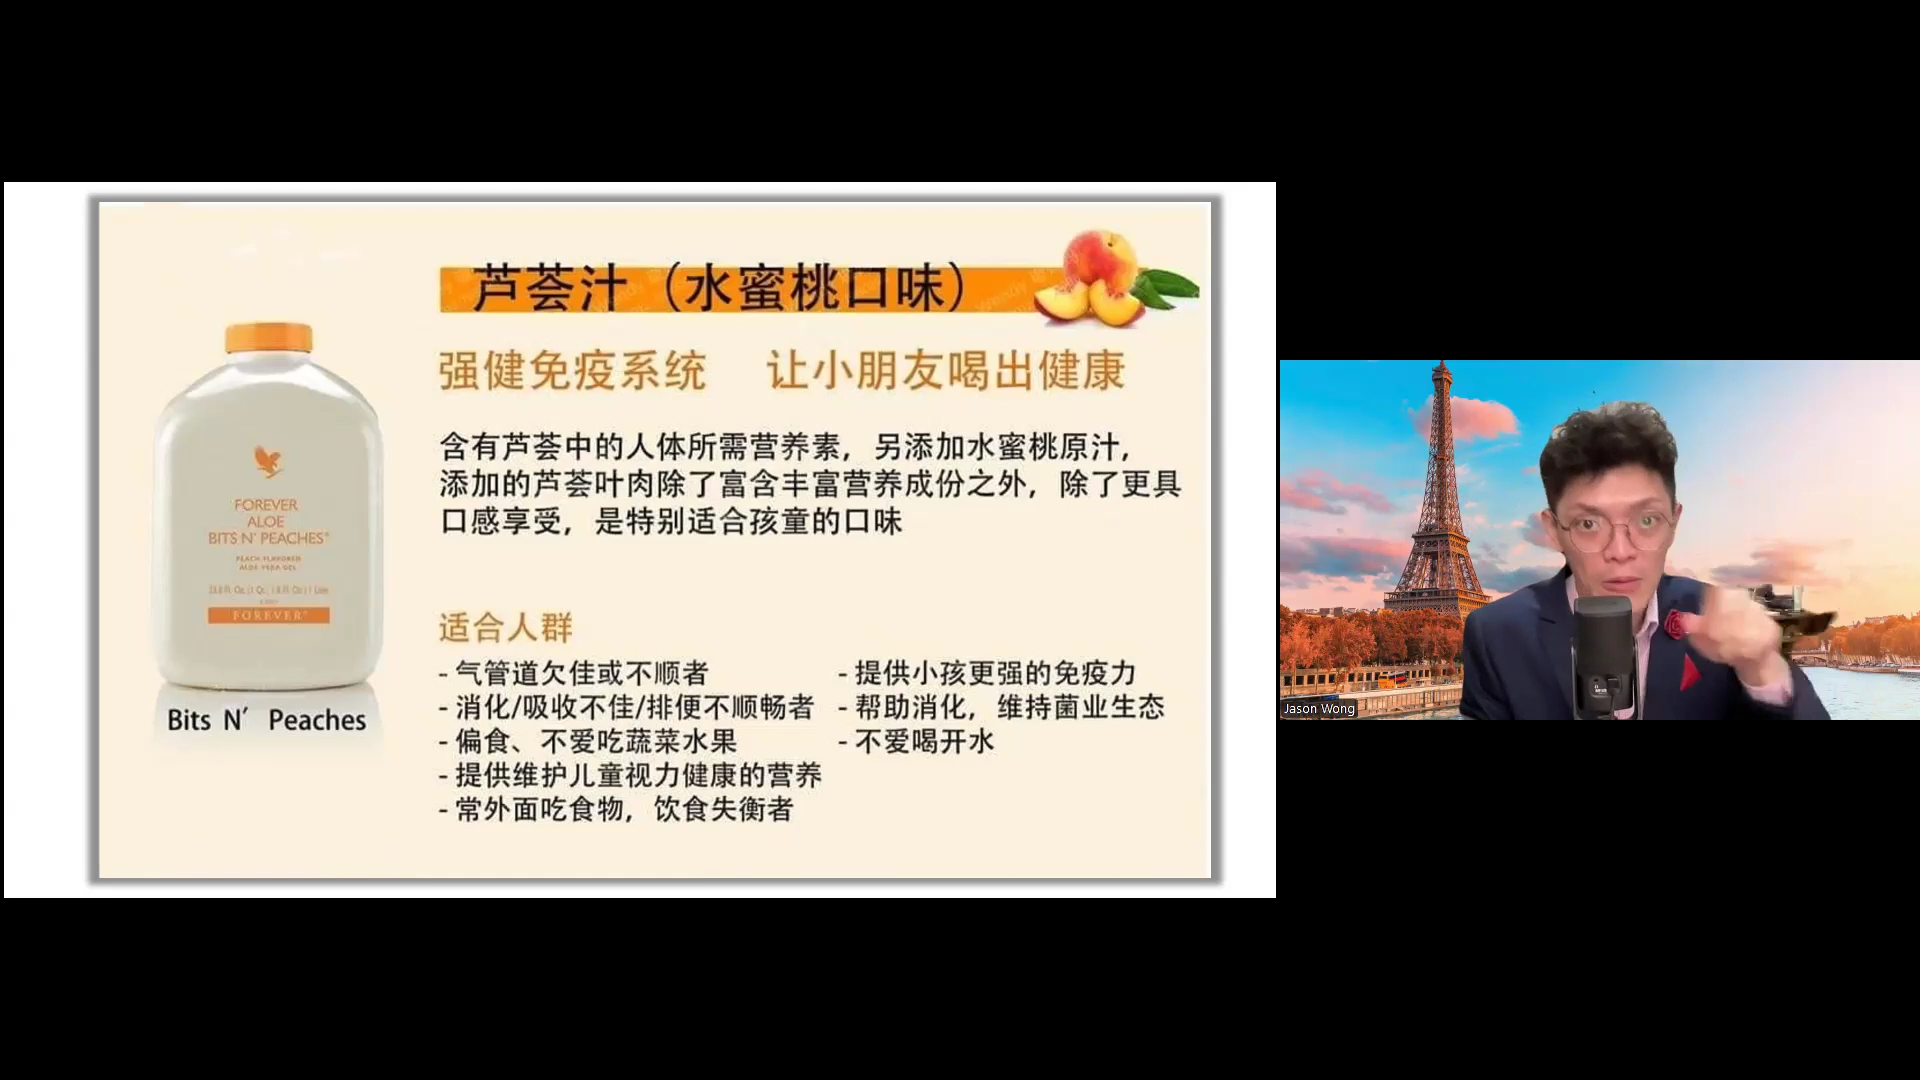 芦荟汁（水蜜桃口味）
强健免疫系统 让小朋友喝出健康
含有芦荟中的人体所需营养素，另添加水蜜桃原汁，
添加的芦荟叶肉除了富含丰富营养成份之外，除了更具
口感享受，是特别适合孩童的口味
适合人群
- 气管道欠佳或不顺者
- 消化/吸收不佳/排便不顺畅者
- 偏食、不爱吃蔬菜水果
- 提供维护儿童视力健康的营养
- 常外面吃食物，饮食失衡者
- 提供小孩更强的免疫力
- 帮助消化，维持菌业生态
- 不爱喝开水
FOREVER
ALOE
BITS N' PEACHES®
PEACH FLAVORED
ALOE VERA GEL
FOREVER®
Bits N′ Peaches
Jason Wong